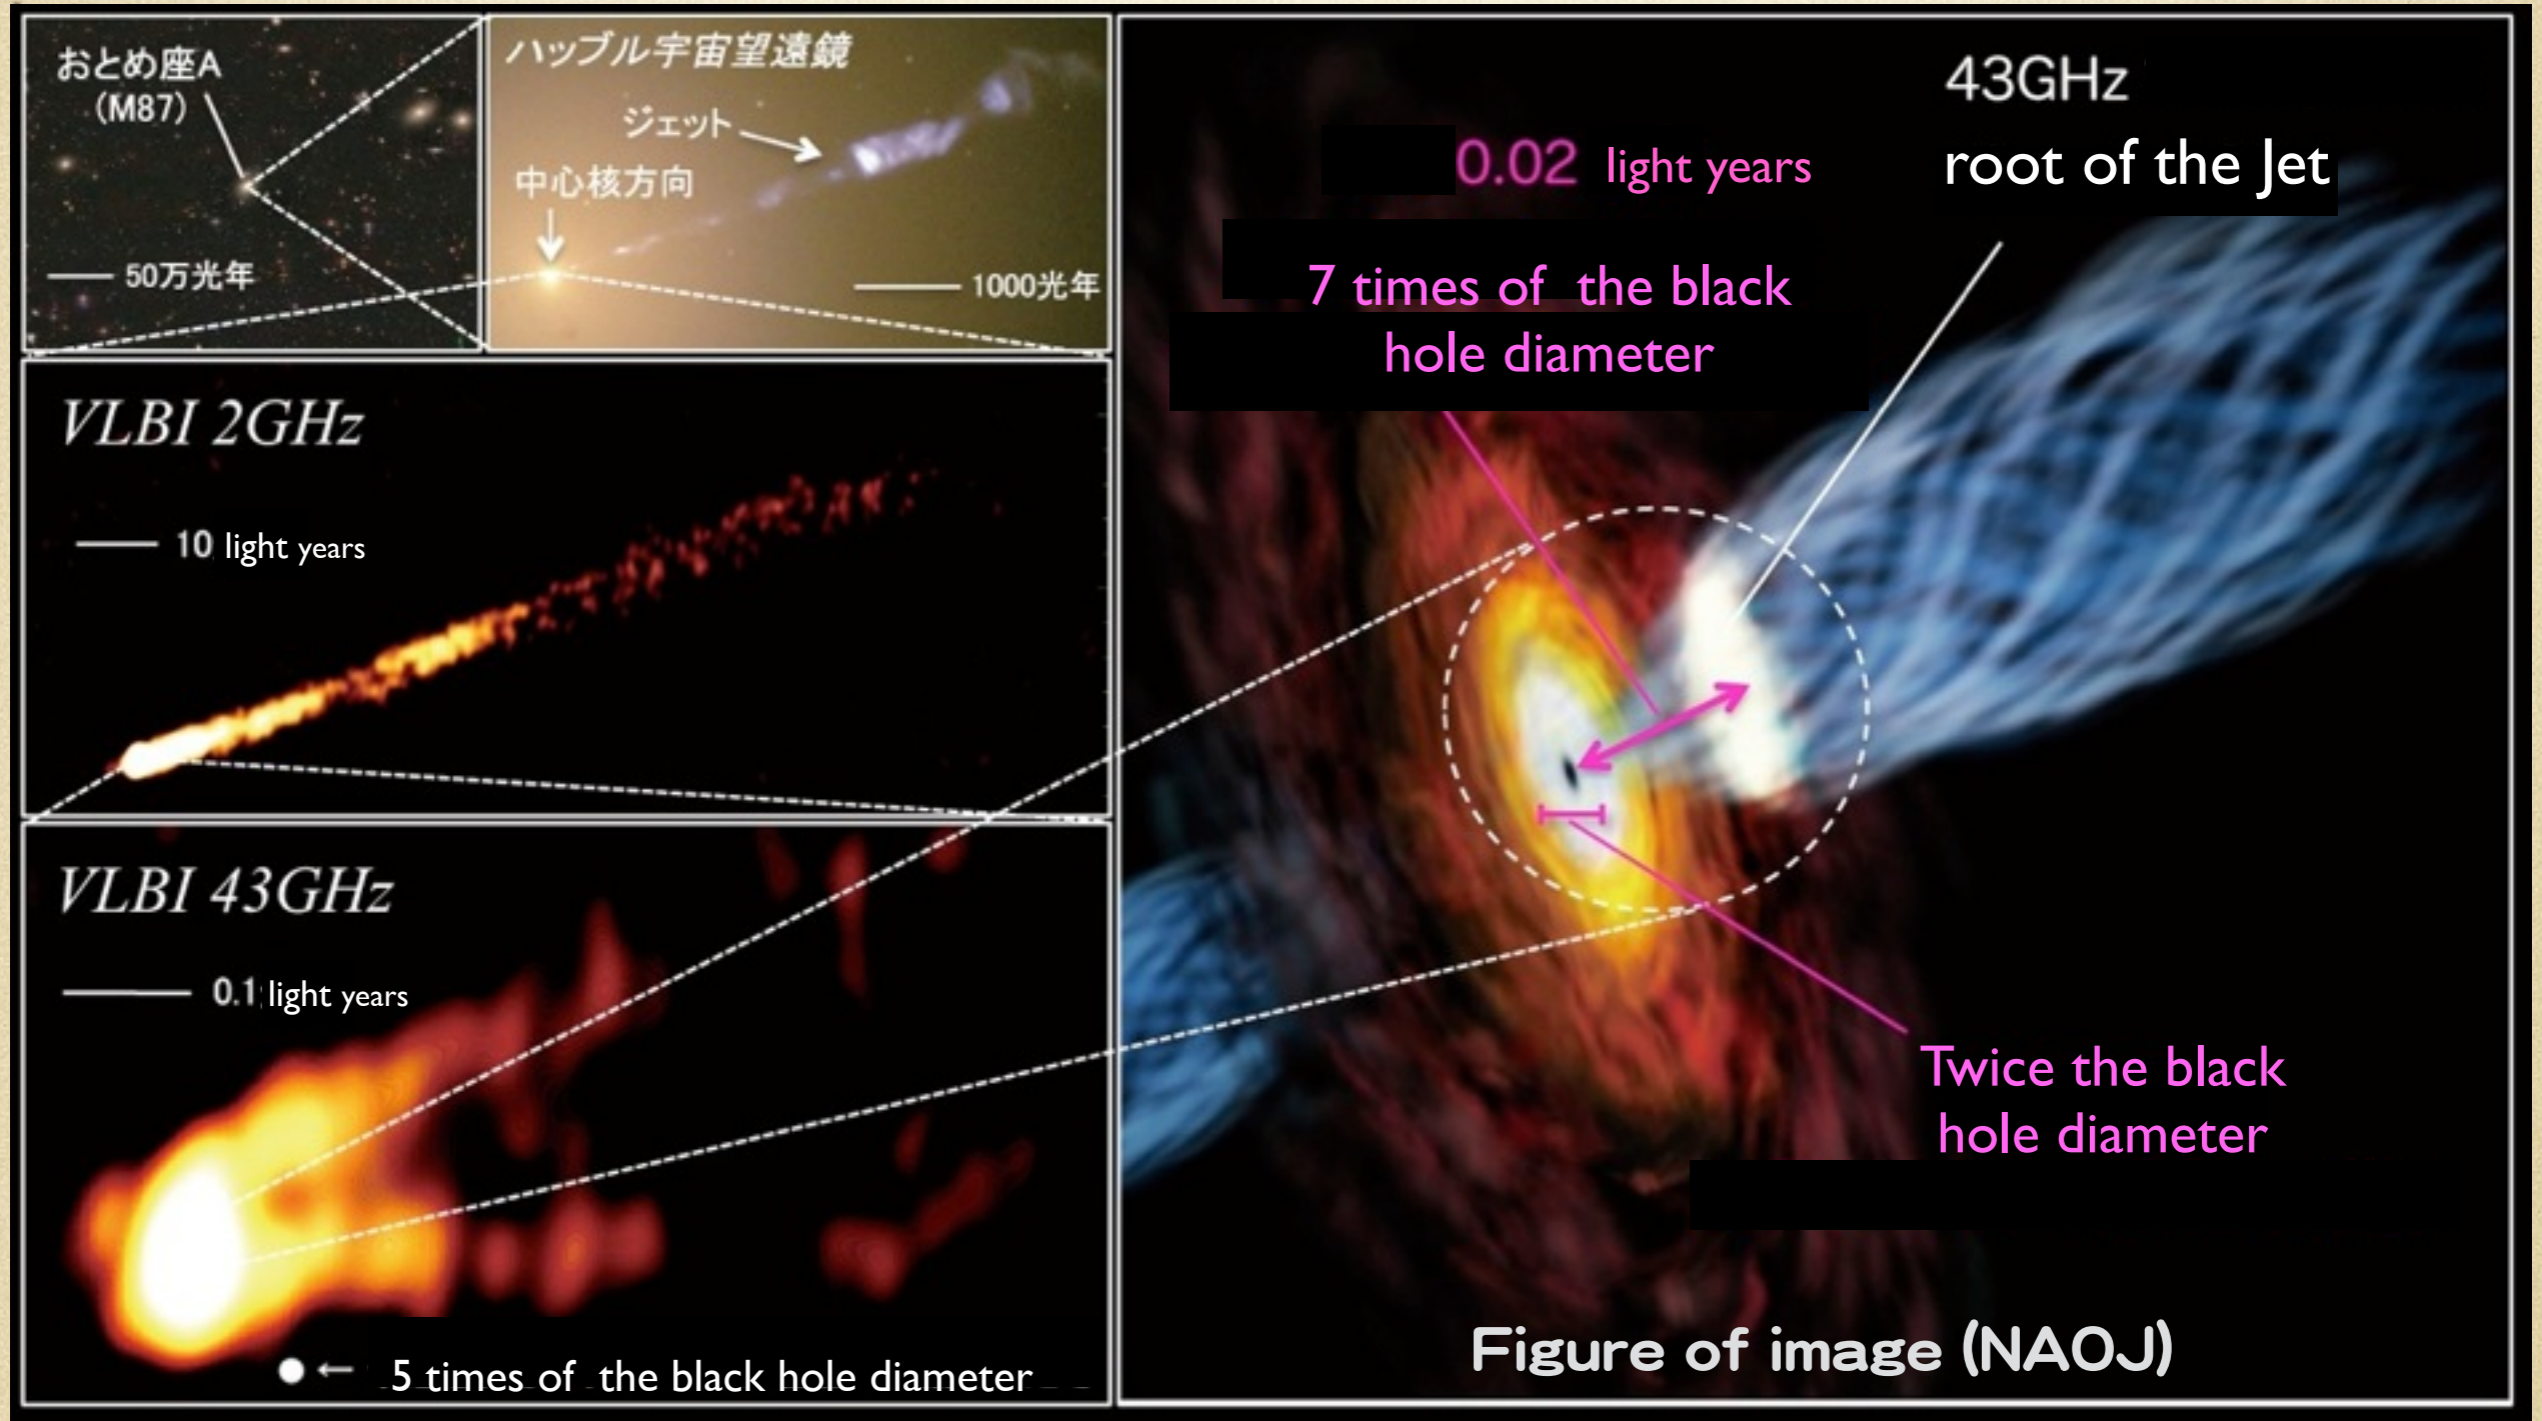 おとめ座A
(M87)
50万光年
ハッブル宇宙望遠鏡
ジェット
中心核方向
1000光年
VLBI 2GHz
10 light years
VLBI 43GHz
0.1 light years
5 times of the black hole diameter
43GHz
root of the Jet
0.02 light years
7 times of the black
hole diameter
Twice the black
hole diameter
Figure of image (NAOJ)